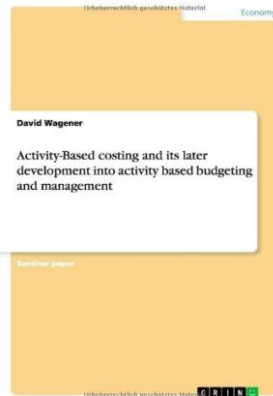 Urheberrechtlich geschütztes Material
Economy
David Wagener
Activity-Based costing and its later
development into activity based budgeting
and management
Seminar paper
Urheberrechtlich geschütztes Material
GRIN